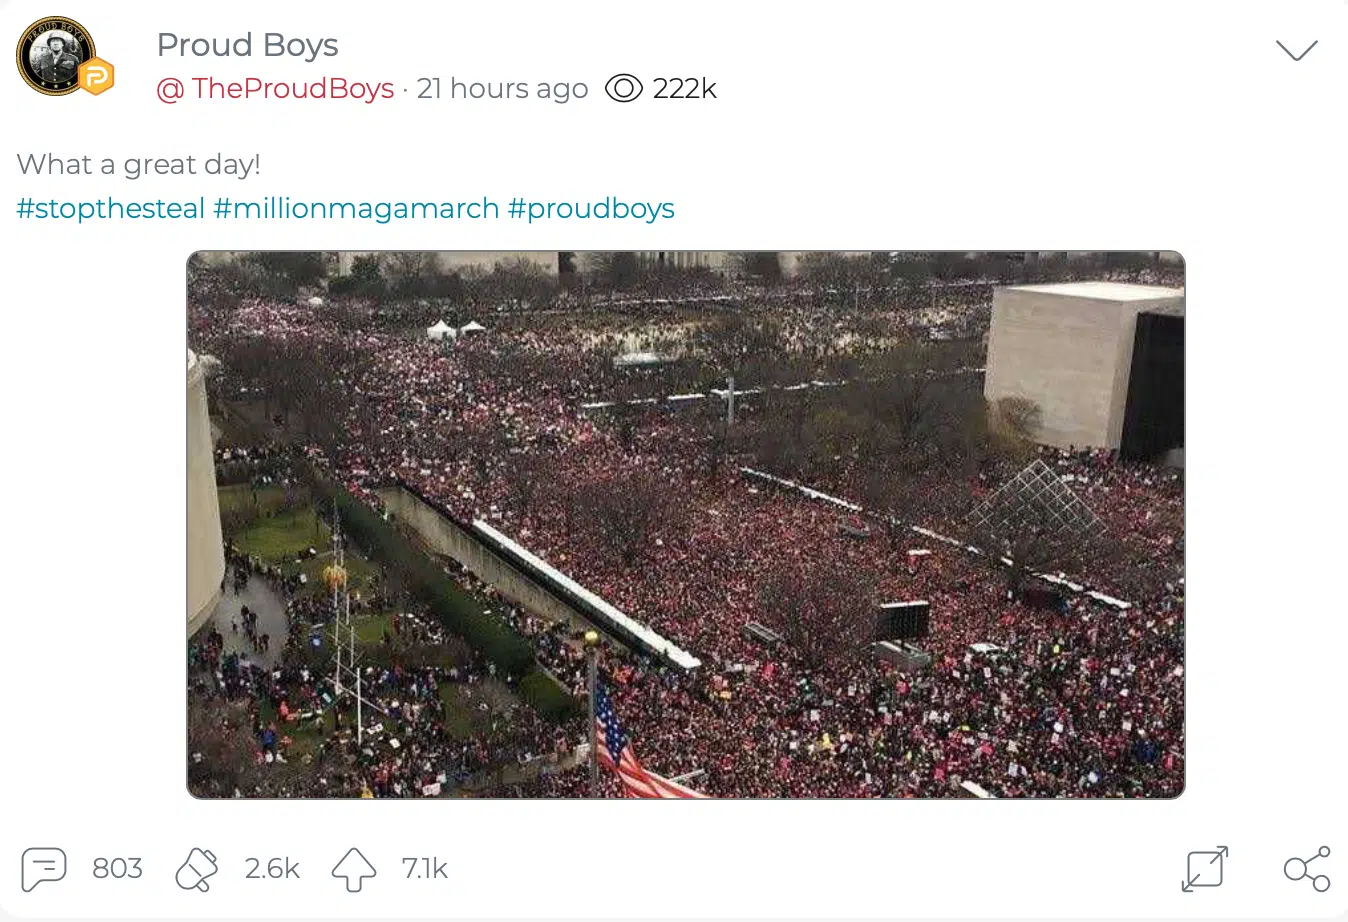 PROUD BOYS
Proud Boys
@ TheProudBoys · 21 hours ago 222k
What a great day!
#stopthesteal #millionmagamarch #proudboys
803 2.6k 7.1k